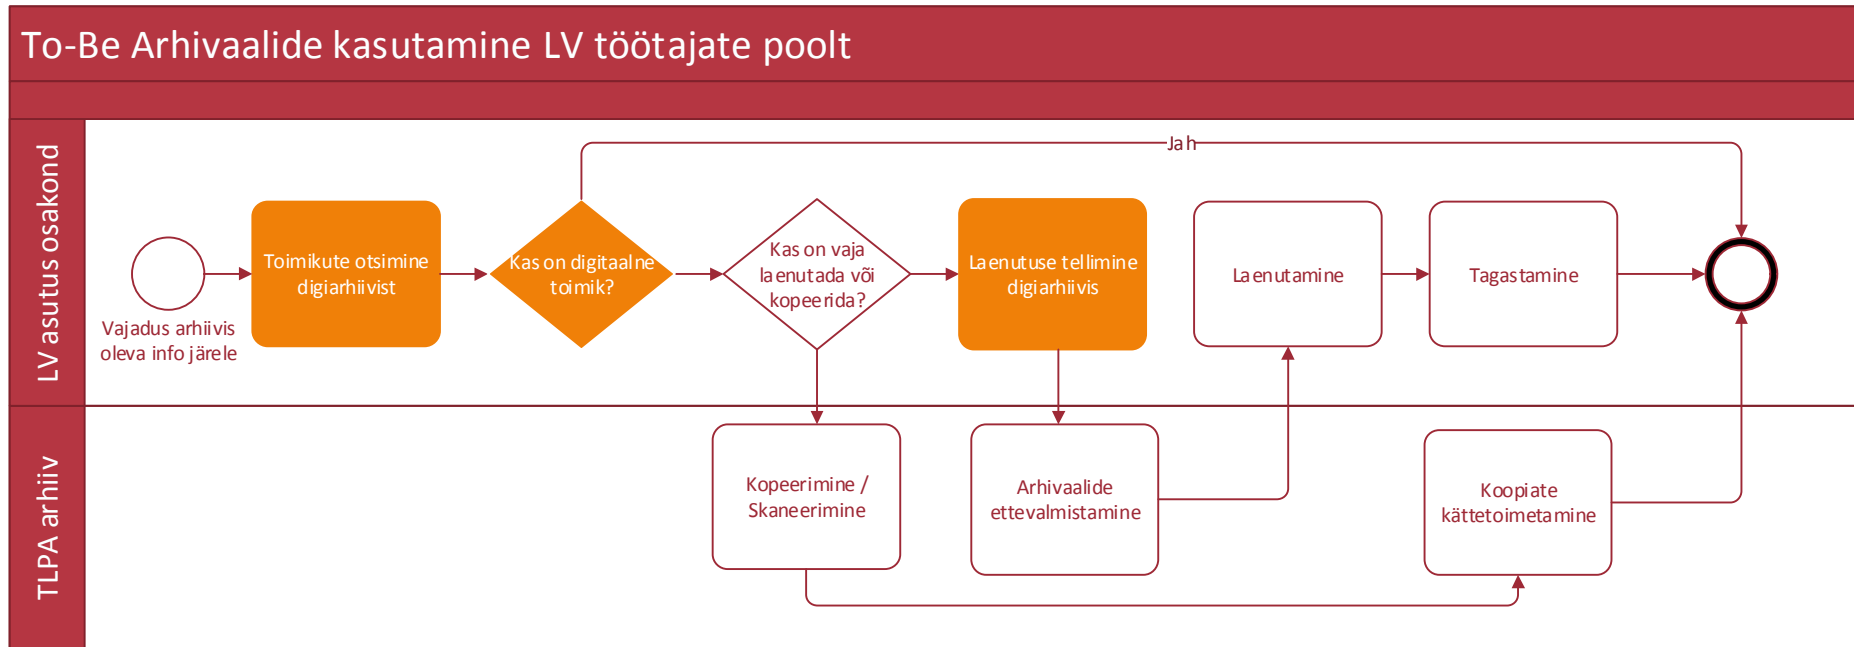 To-Be Arhivaalide kasutamine LV töötajate poolt
LV asutus osakond
Jah
Vajadus arhiivis
oleva info järele
Toimikute otsimine
digiarhiivist
Kas on digitaalne
toimik?
Kas on vaja
laenutada või
kopeerida?
Laenutuse tellimine
digiarhiivis
Laenutamine
Tagastamine
TLPA arhiiv
Kopeerimine /
Skaneerimine
Arhivaalide
ettevalmistamine
Koopiate
kättetoimetamine